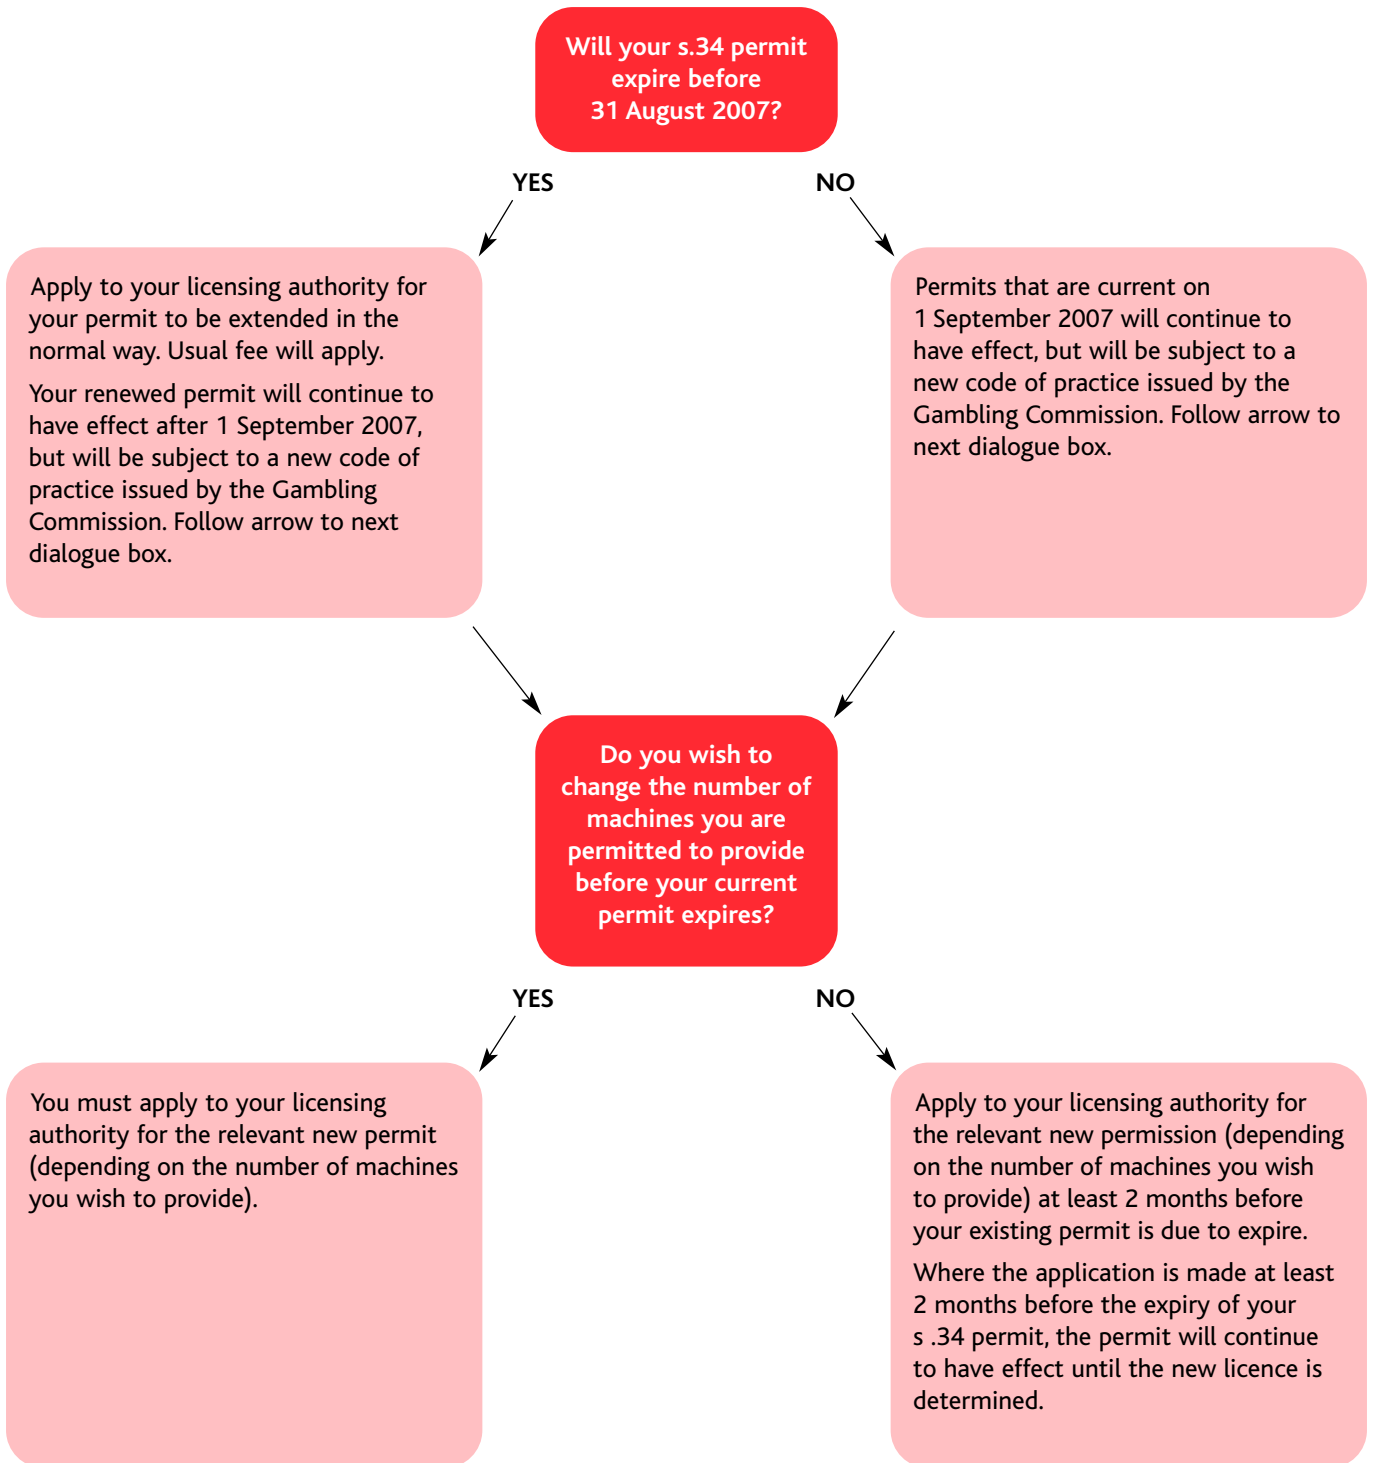 Will your s.34 permit
expire before
31 August 2007?
YES
NO
Apply to your licensing authority for
your permit to be extended in the
normal way. Usual fee will apply.
Your renewed permit will continue to
have effect after 1 September 2007,
but will be subject to a new code of
practice issued by the Gambling
Commission. Follow arrow to next
dialogue box.
Permits that are current on
1 September 2007 will continue to
have effect, but will be subject to a
new code of practice issued by the
Gambling Commission. Follow arrow to
next dialogue box.
Do you wish to
change the number of
machines you are
permitted to provide
before your current
permit expires?
YES
NO
You must apply to your licensing
authority for the relevant new permit
(depending on the number of machines
you wish to provide).
Apply to your licensing authority for
the relevant new permission (depending
on the number of machines you wish
to provide) at least 2 months before
your existing permit is due to expire.
Where the application is made at least
2 months before the expiry of your
s .34 permit, the permit will continue
to have effect until the new licence is
determined.